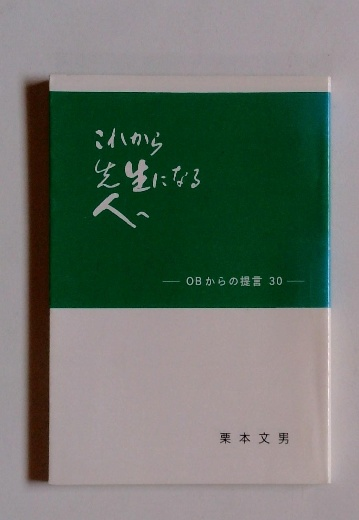 これから
先生になる
人へ
— OBからの提言 30 —
栗本文男